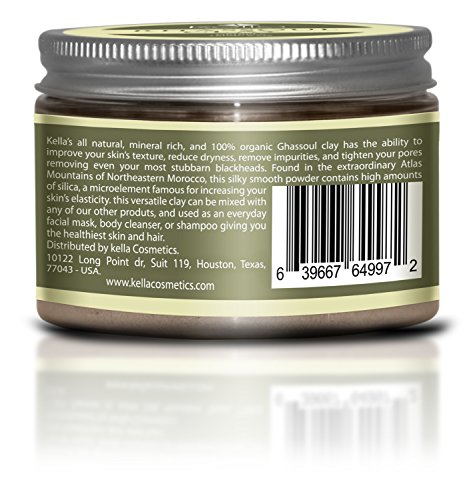 Kella's all natural, mineral rich, and 100% organic Ghassoul clay has the ability to
improve your skin's texture, reduce dryness, remove impurities, and tighten your pores
removing even your most stubbarn blackheads. Found in the extraordinary Atlas
Mountains of Northeastern Morocco, this silky smooth powder contains high amounts
of silica, a microelement famous for increasing your
skin's elasticity, this versatile clay can be mixed with
any of our other produts, and used as an everyday
facial mask, body cleanser, or shampoo giving you
the healthiest skin and hair.
Distributed by kella Cosmetics.
10122 Long Point dr, Suit 119, Houston, Texas,
77043 - USA.
www.kellacosmetics.com
6 39667 64997 2